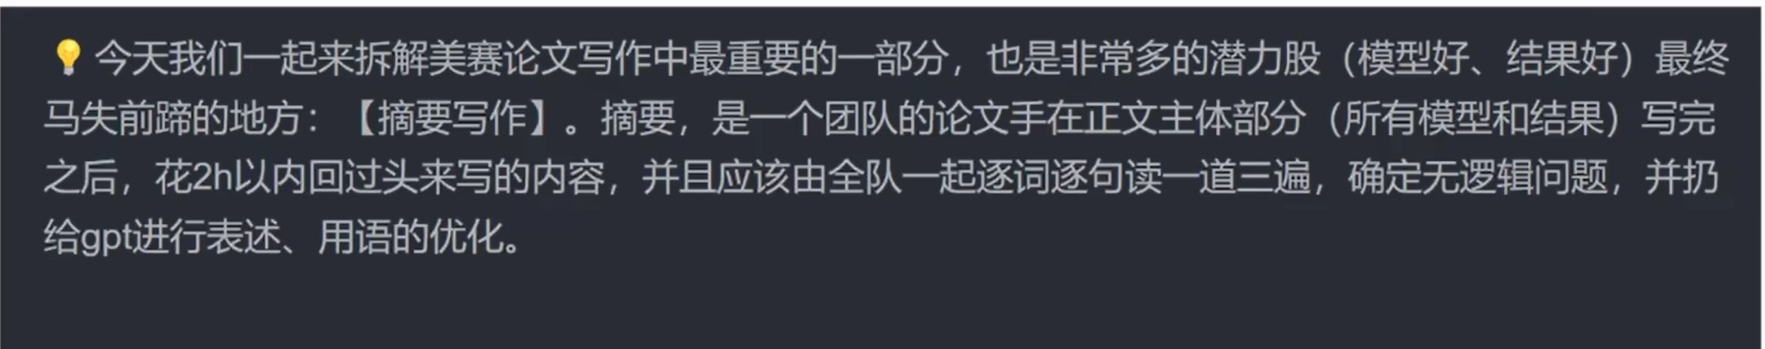 💡 今天我们一起来拆解美赛论文写作中最重要的一部分，也是非常多的潜力股（模型好、结果好）最终
马失前蹄的地方：【摘要写作】。摘要，是一个团队的论文手在正文主体部分（所有模型和结果）写完
之后，花2h以内回过头来写的内容，并且应该由全队一起逐词逐句读一道三遍，确定无逻辑问题，并扔
给gpt进行表述、用语的优化。